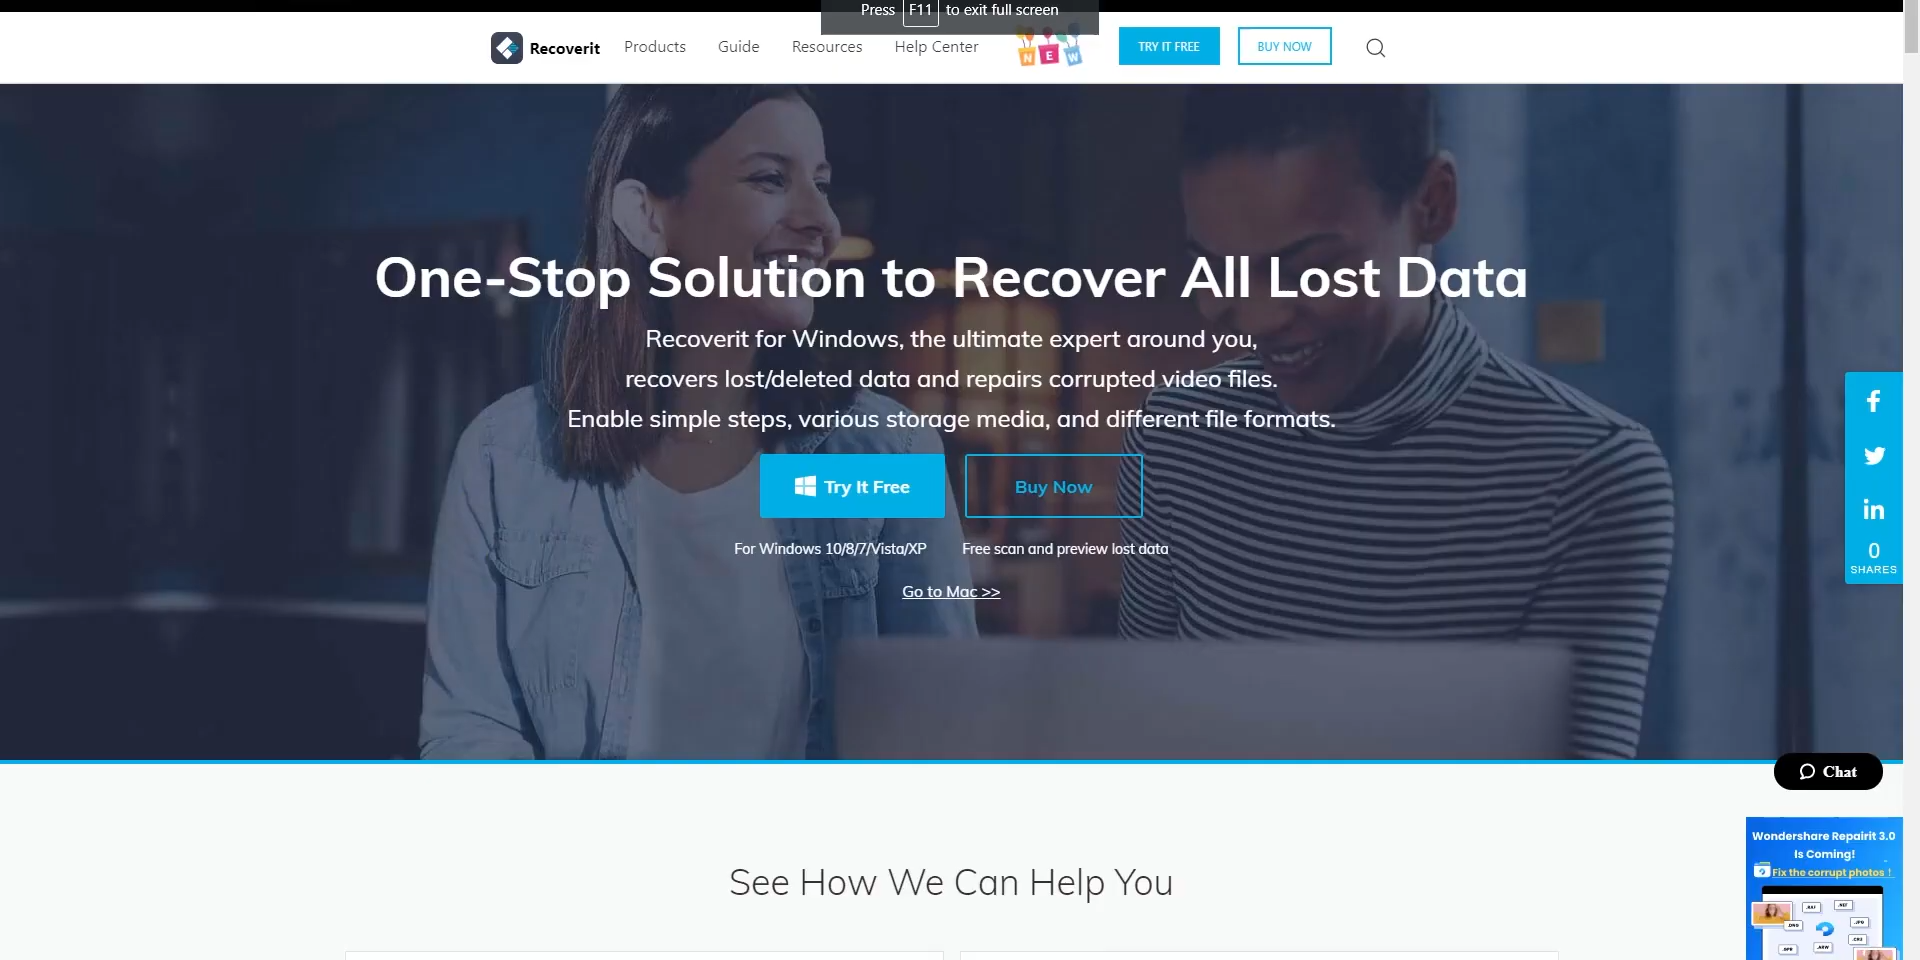 Press F11 to exit full screen
Recoverit
Products
Guide
Resources
Help Center
NEW
TRY IT FREE
BUY NOW
One-Stop Solution to Recover All Lost Data
Recoverit for Windows, the ultimate expert around you,
recovers lost/deleted data and repairs corrupted video files.
Enable simple steps, various storage media, and different file formats.
Try It Free
Buy Now
For Windows 10/8/7/Vista/XP
Free scan and preview lost data
Go to Mac >>
0
SHARES
Chat
See How We Can Help You
Wondershare Repairit 3.0
Is Coming!
Fix the corrupt photos !